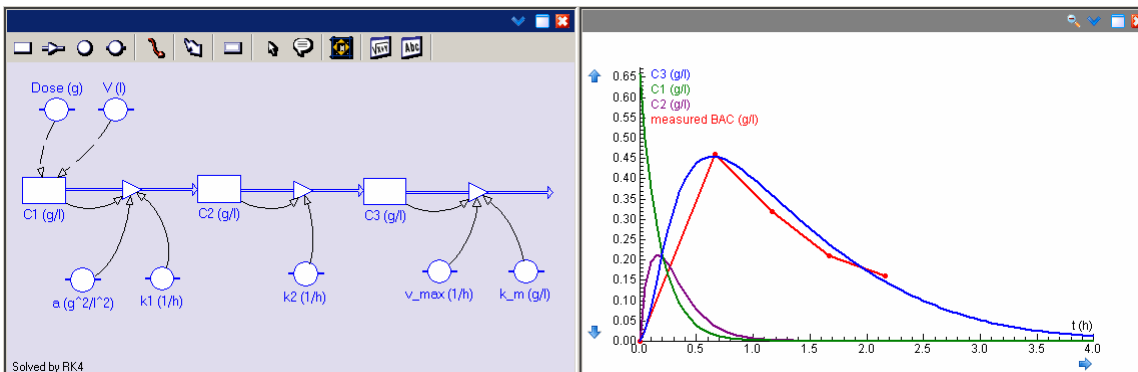 √x+y Abc
Dose (g) V (l)
C1 (g/l) C2 (g/l) C3 (g/l)
a (g^2/l^2) k1 (1/h) k2 (1/h) v_max (1/h) k_m (g/l)
Solved by RK4
C3 (g/l)
C1 (g/l)
C2 (g/l)
measured BAC (g/l)
0.65
0.60
0.55
0.50
0.45
0.40
0.35
0.30
0.25
0.20
0.15
0.10
0.05
0.00
t (h)
0.0 0.5 1.0 1.5 2.0 2.5 3.0 3.5 4.0